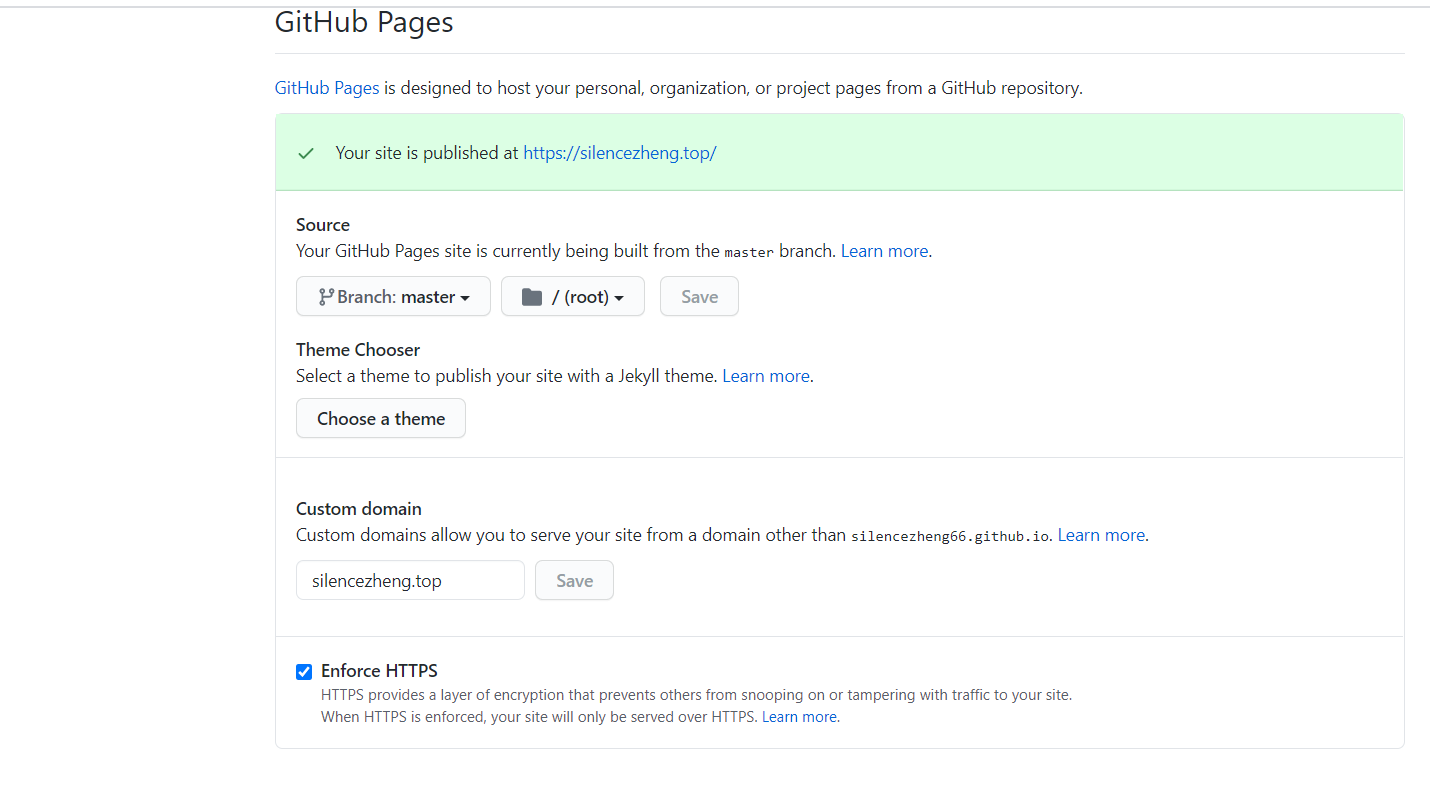 GitHub Pages
GitHub Pages is designed to host your personal, organization, or project pages from a GitHub repository.
Your site is published at https://silencezheng.top/
Source
Your GitHub Pages site is currently being built from the master branch. Learn more.
Branch: master / (root) Save
Theme Chooser
Select a theme to publish your site with a Jekyll theme. Learn more.
Choose a theme
Custom domain
Custom domains allow you to serve your site from a domain other than silencezheng66.github.io. Learn more.
silencezheng.top Save
Enforce HTTPS
HTTPS provides a layer of encryption that prevents others from snooping on or tampering with traffic to your site.
When HTTPS is enforced, your site will only be served over HTTPS. Learn more.